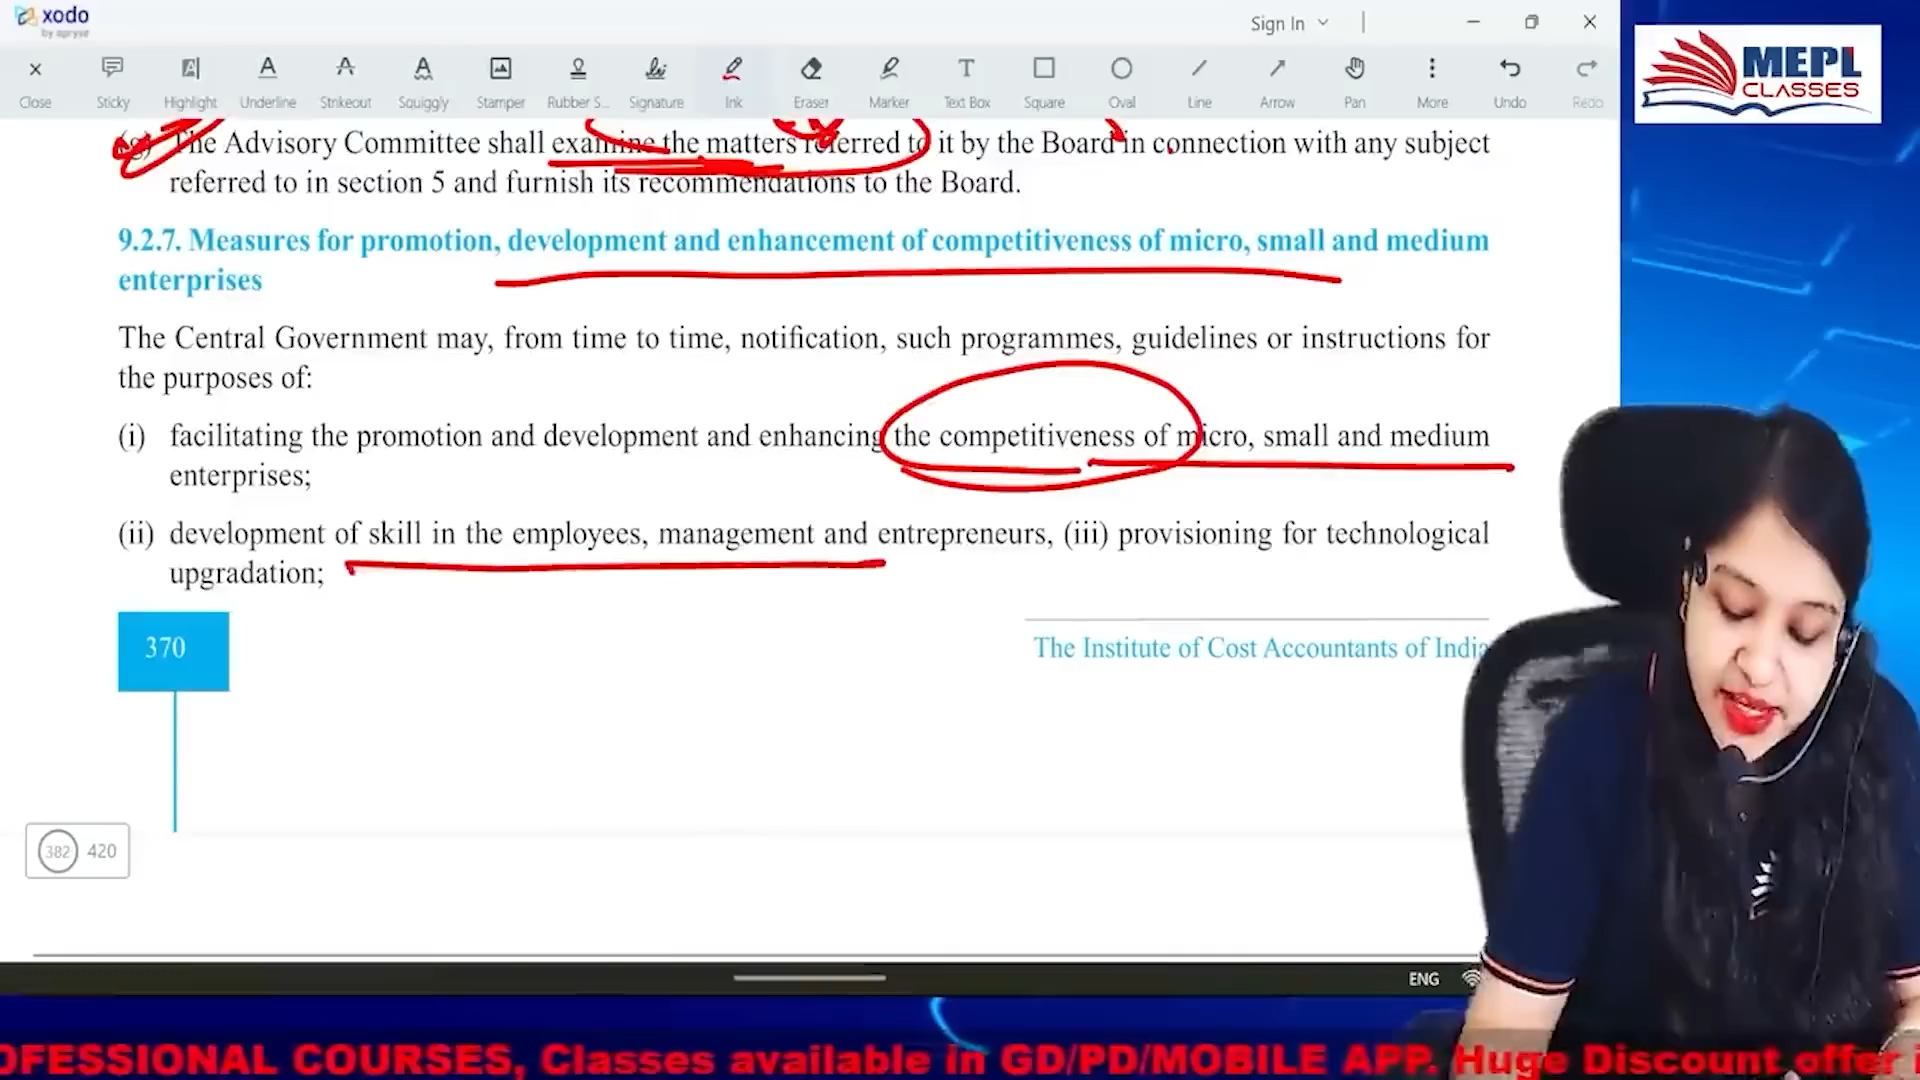 xodo
by apryse
Sign In
Close Sticky Highlight Underline Strikeout Squiggly Stamper Rubber S... Signature Ink Eraser Marker Text Box Square Oval Line Arrow Pan More Undo Redo
MEPL
CLASSES
(g) The Advisory Committee shall examine the matters referred to it by the Board in connection with any subject
referred to in section 5 and furnish its recommendations to the Board.
9.2.7. Measures for promotion, development and enhancement of competitiveness of micro, small and medium
enterprises
The Central Government may, from time to time, notification, such programmes, guidelines or instructions for
the purposes of:
(i) facilitating the promotion and development and enhancing the competitiveness of micro, small and medium
enterprises;
(ii) development of skill in the employees, management and entrepreneurs, (iii) provisioning for technological
upgradation;
370
The Institute of Cost Accountants of India
382 420
ENG
OFESSIONAL COURSES, Classes available in GD/PD/MOBILE APP. Huge Discount offer